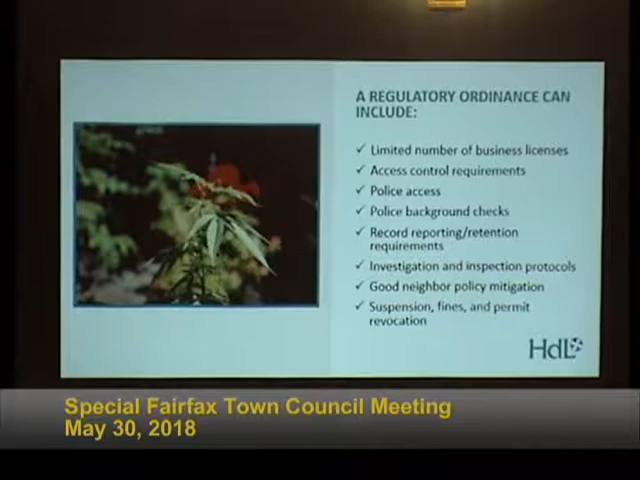 A REGULATORY ORDINANCE CAN
INCLUDE:
✓ Limited number of business licenses
✓ Access control requirements
✓ Police access
✓ Police background checks
✓ Record reporting/retention
requirements
✓ Investigation and inspection protocols
✓ Good neighbor policy mitigation
✓ Suspension, fines, and permit
revocation
HdL
Special Fairfax Town Council Meeting
May 30, 2018